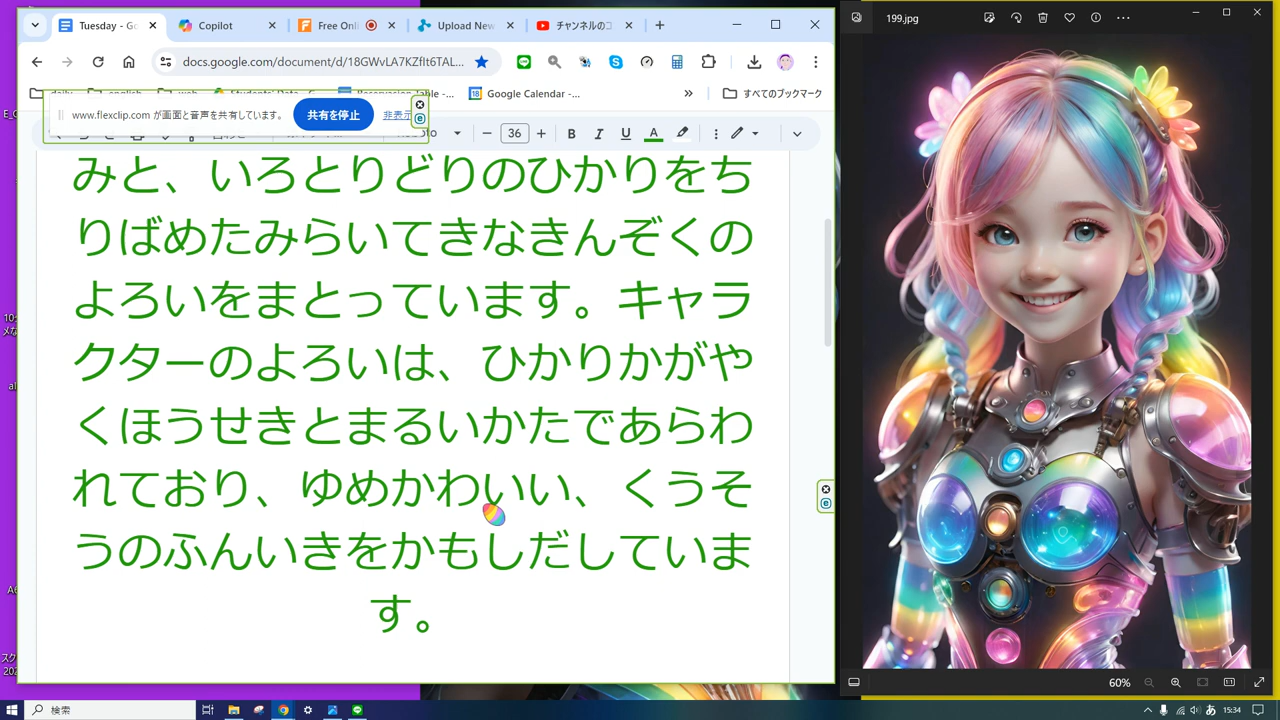 Tuesday - Go
Copilot
Free Onl
Upload New
チャンネルのコ
199.jpg
docs.google.com/document/d/18GWvLA7KZflt6TAL...
Google Calendar -...
すべてのブックマーク
www.flexclip.com が画面と音声を共有しています。
共有を停止
非表示
36
みと、いろとりどりのひかりをち
りばめたみらいてきなきんぞくの
よろいをまとっています。キャラ
クターのよろいは、ひかりかがや
くほうせきとまるいかたであらわ
れており、ゆめかわいい、くうそ
うのふんいきをかもしだしていま
す。
60%
検索
あ
15:34